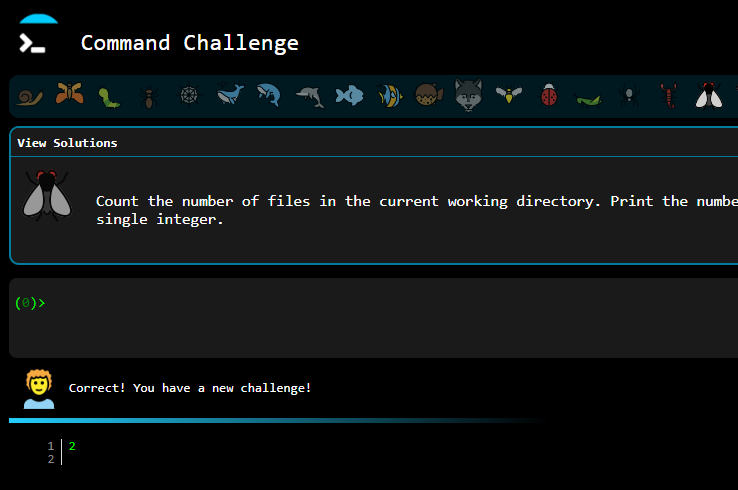 Command Challenge
View Solutions
Count the number of files in the current working directory. Print the numbe
single integer.
(0)>
Correct! You have a new challenge!
1 2
2